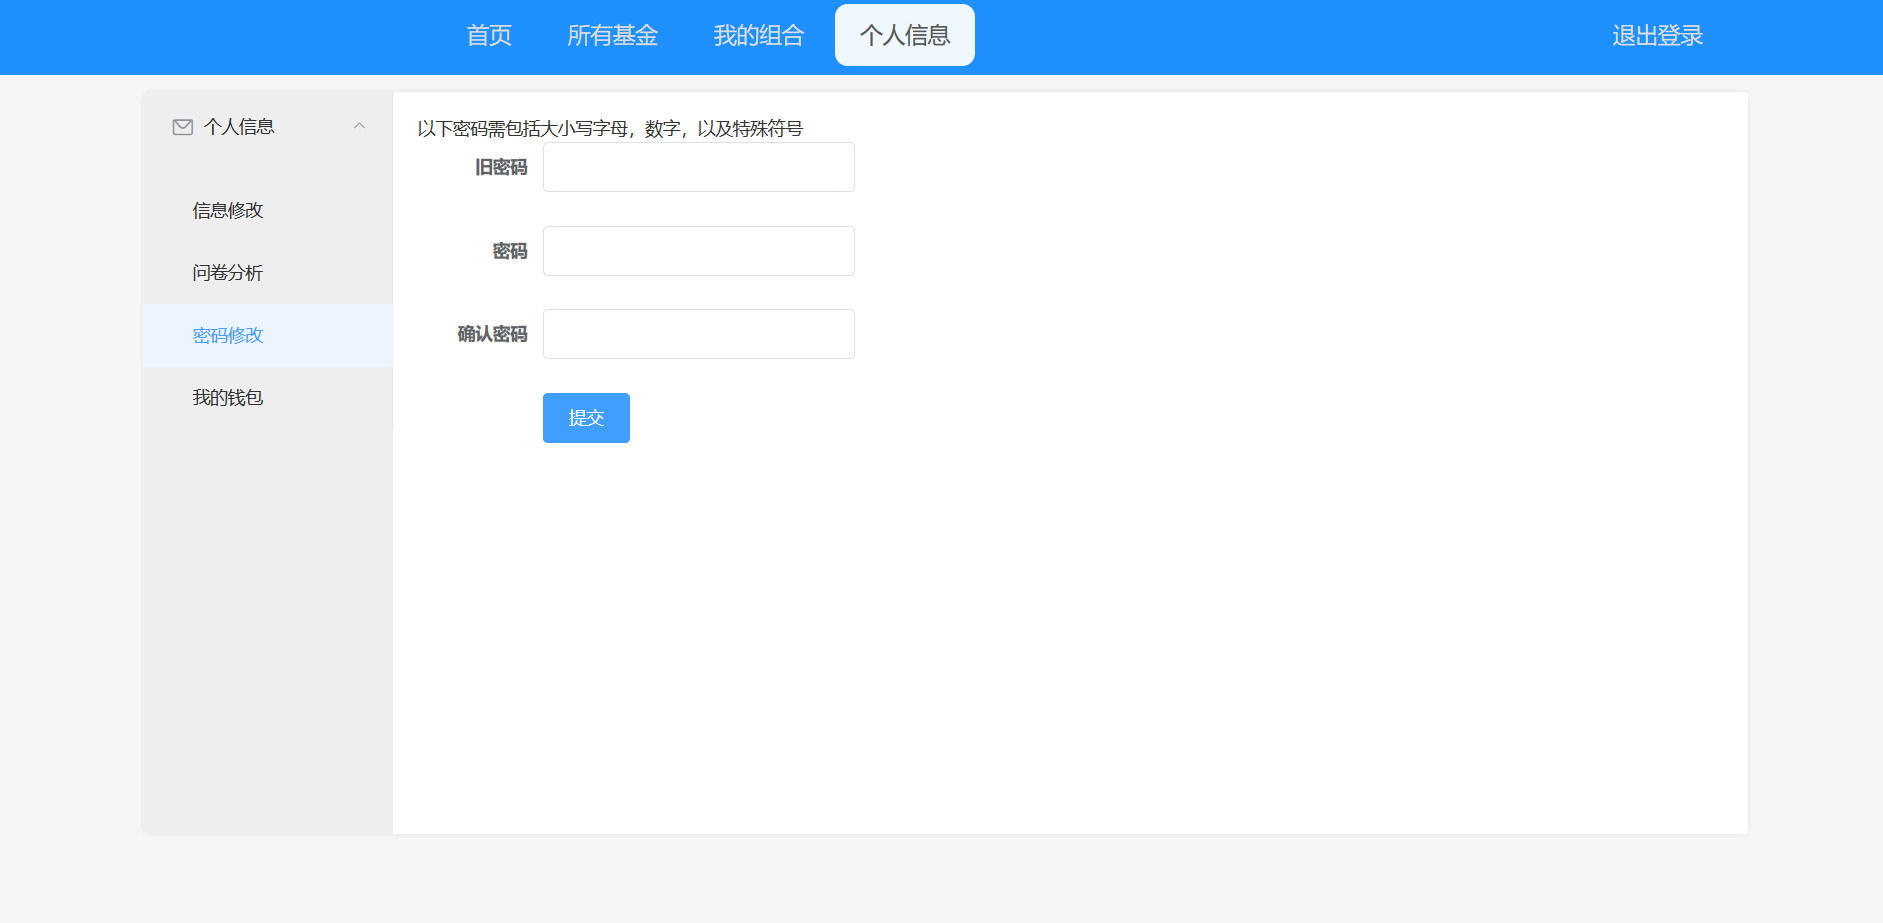 首页 所有基金 我的组合 个人信息 退出登录
个人信息
信息修改
问卷分析
密码修改
我的钱包
以下密码需包括大小写字母，数字，以及特殊符号
旧密码
密码
确认密码
提交